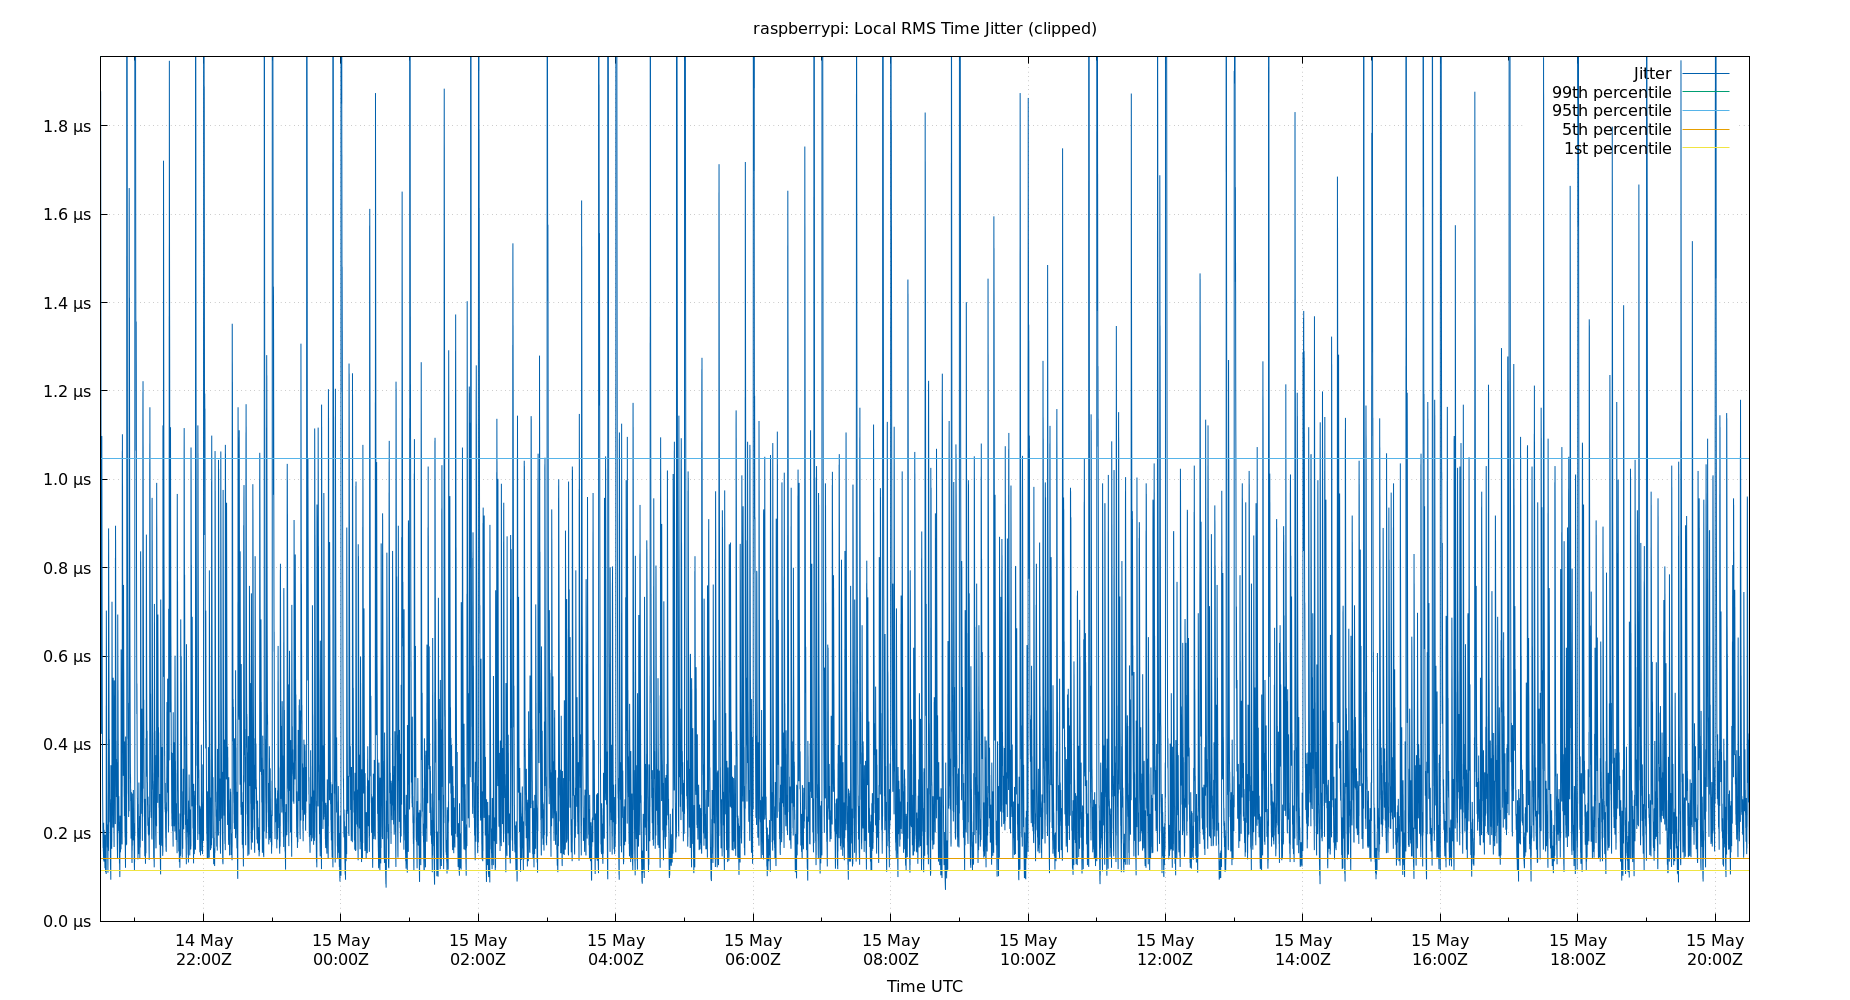 raspberrypi: Local RMS Time Jitter (clipped)
Jitter
99th percentile
95th percentile
5th percentile
1st percentile
1.8 µs
1.6 µs
1.4 µs
1.2 µs
1.0 µs
0.8 µs
0.6 µs
0.4 µs
0.2 µs
0.0 µs
14 May 15 May 15 May 15 May 15 May 15 May 15 May 15 May 15 May 15 May 15 May 15 May
22:00Z 00:00Z 02:00Z 04:00Z 06:00Z 08:00Z 10:00Z 12:00Z 14:00Z 16:00Z 18:00Z 20:00Z
Time UTC